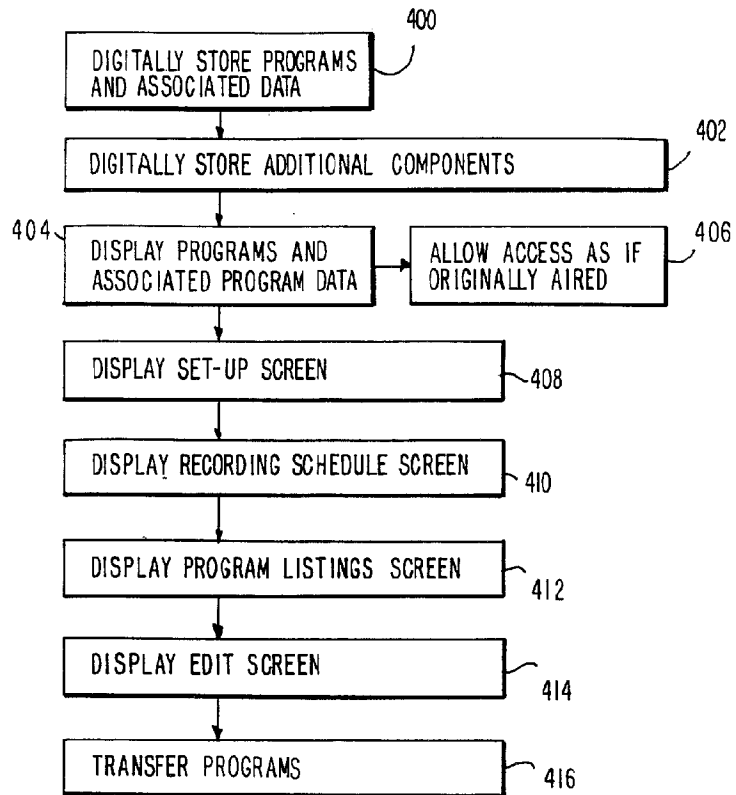 400
DIGITALLY STORE PROGRAMS
AND ASSOCIATED DATA
402
DIGITALLY STORE ADDITIONAL COMPONENTS
404
DISPLAY PROGRAMS AND
ASSOCIATED PROGRAM DATA
406
ALLOW ACCESS AS IF
ORIGINALLY AIRED
DISPLAY SET-UP SCREEN
408
DISPLAY RECORDING SCHEDULE SCREEN
410
DISPLAY PROGRAM LISTINGS SCREEN
412
DISPLAY EDIT SCREEN
414
TRANSFER PROGRAMS
416